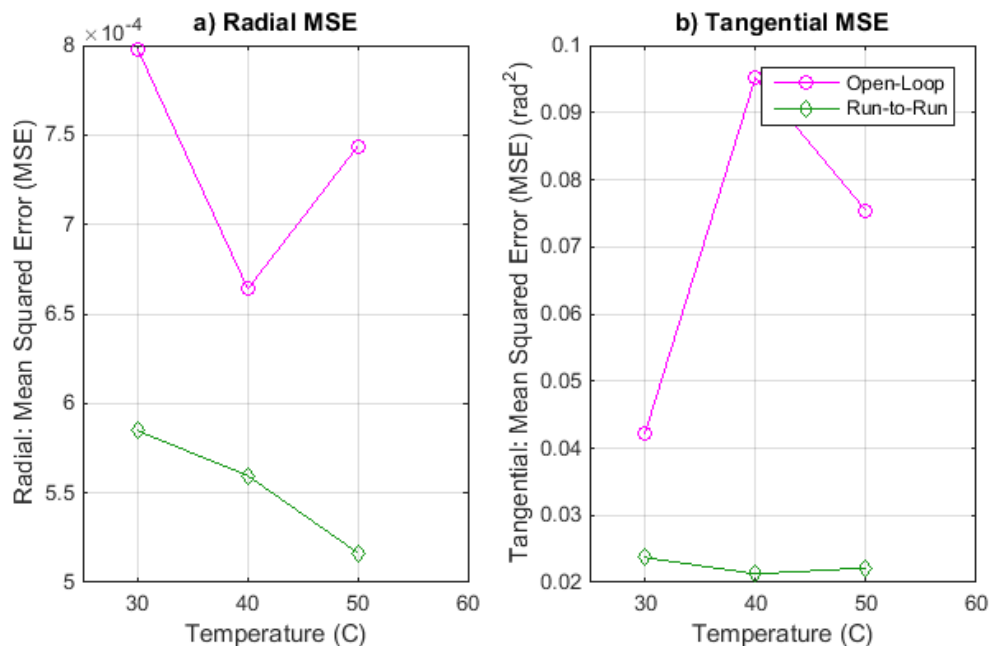 a) Radial MSE
×10⁻⁴
8
7.5
7
6.5
6
5.5
5
30 40 50 60
Temperature (C)
Radial: Mean Squared Error (MSE)
b) Tangential MSE
Open-Loop
Run-to-Run
0.1
0.09
0.08
0.07
0.06
0.05
0.04
0.03
0.02
30 40 50 60
Temperature (C)
Tangential: Mean Squared Error (MSE) (rad²)